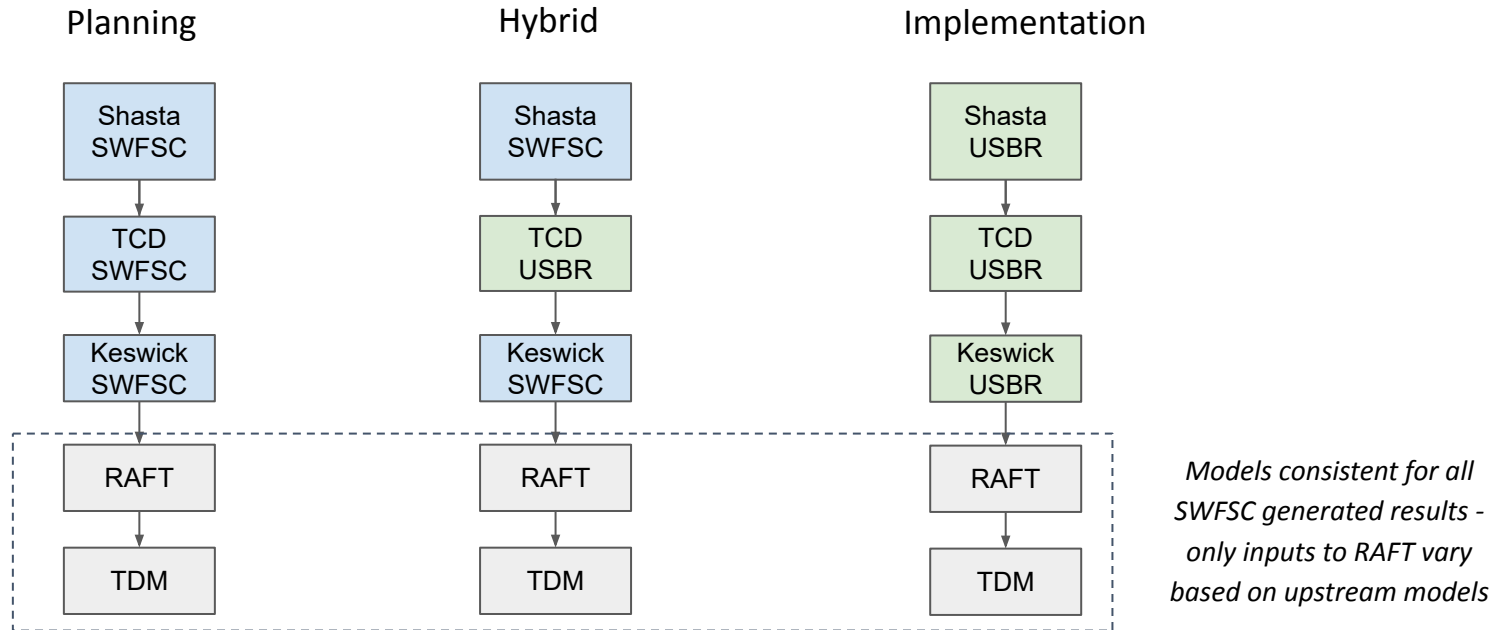 Planning
Hybrid
Implementation
Shasta
SWFSC
Shasta
SWFSC
Shasta
USBR
TCD
SWFSC
TCD
USBR
TCD
USBR
Keswick
SWFSC
Keswick
SWFSC
Keswick
USBR
RAFT
RAFT
RAFT
TDM
TDM
TDM
Models consistent for all
SWFSC generated results -
only inputs to RAFT vary
based on upstream models